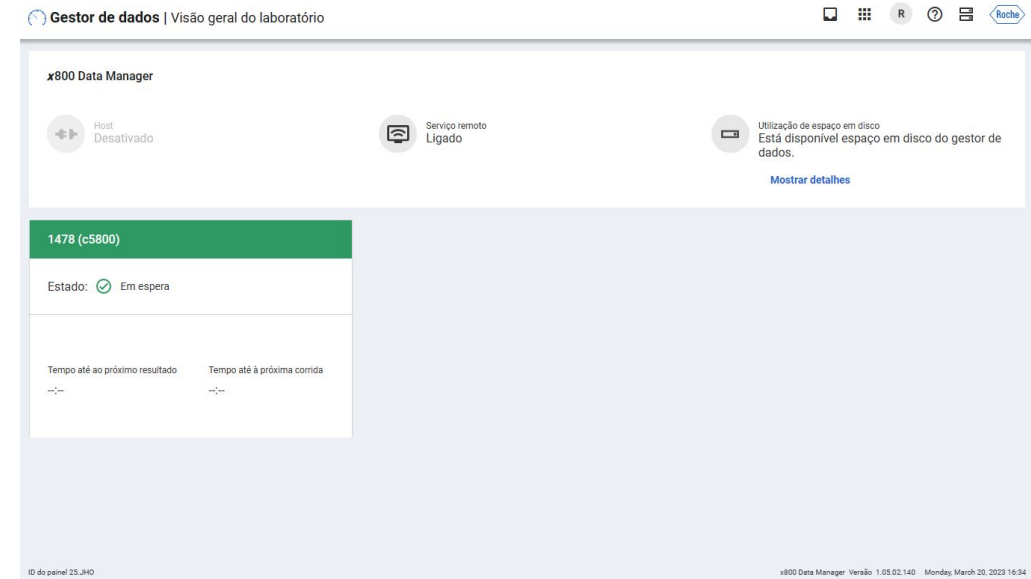 Gestor de dados | Visão geral do laboratório
R
Roche
x800 Data Manager
Host
Desativado
Serviço remoto
Ligado
Utilização de espaço em disco
Está disponível espaço em disco do gestor de
dados.
Mostrar detalhes
1478 (c5800)
Estado: Em espera
Tempo até ao próximo resultado Tempo até à próxima corrida
--:-- --:--
ID do painel 25.JHO
x800 Data Manager Versão 1.05.02.140 Monday, March 20, 2023 16:34